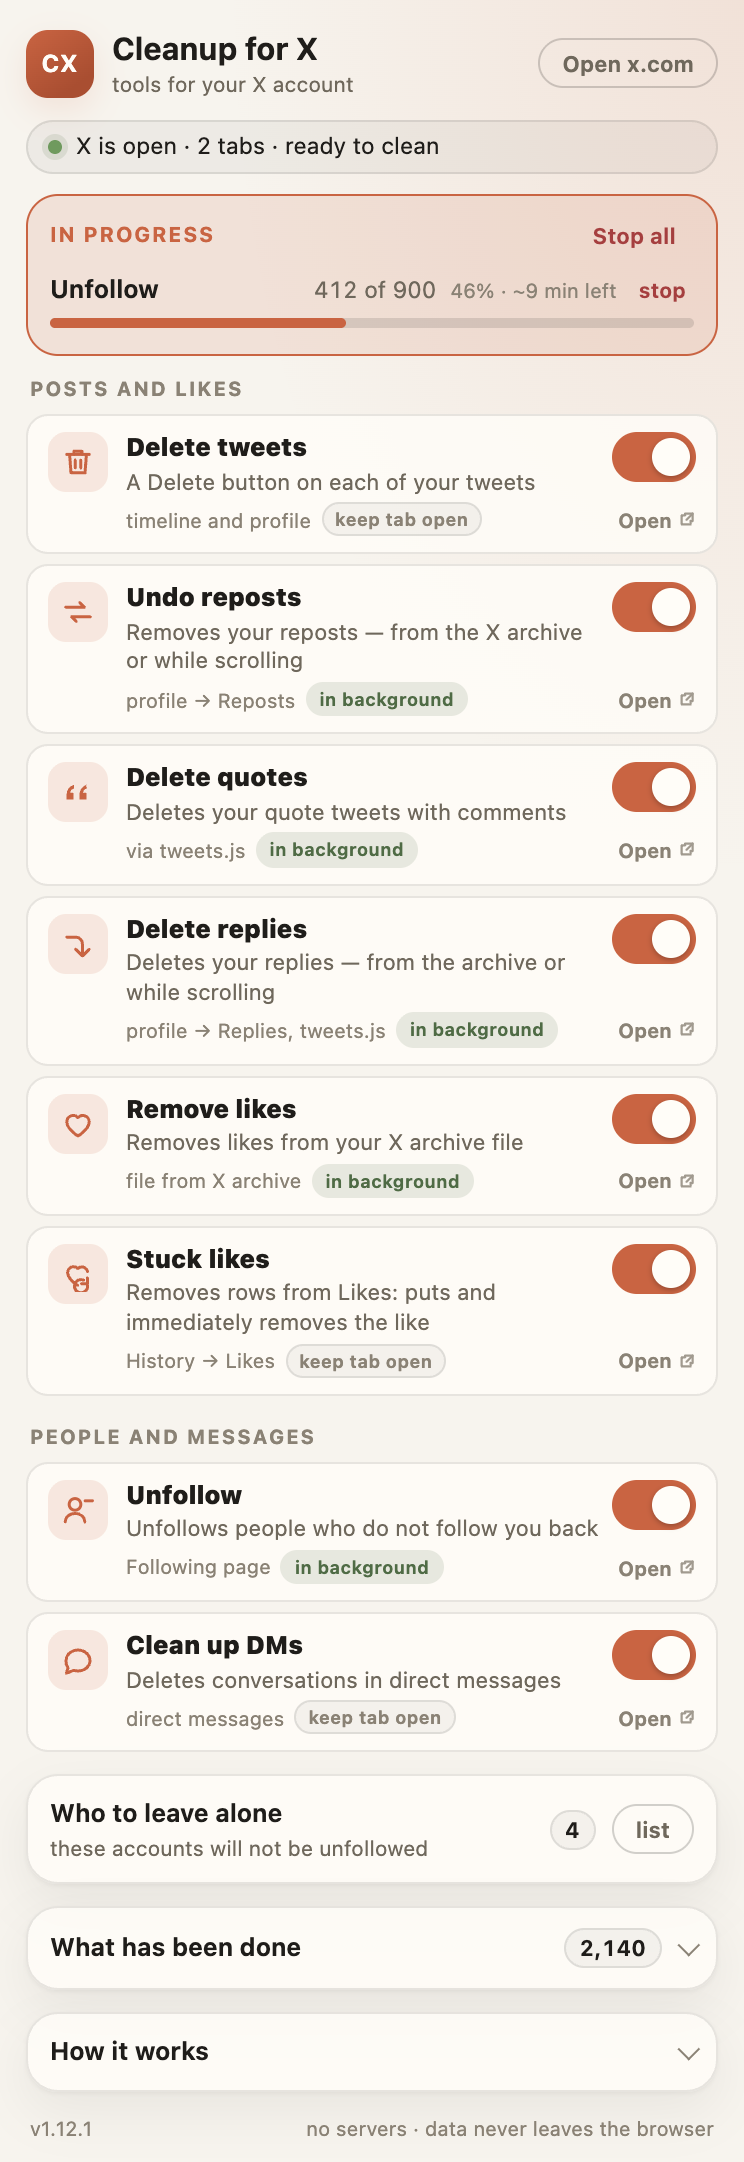 CX
Cleanup for X
tools for your X account
Open x.com
X is open · 2 tabs · ready to clean
IN PROGRESS
Stop all
Unfollow 412 of 900 46% · ~9 min left stop
POSTS AND LIKES
Delete tweets
A Delete button on each of your tweets
timeline and profile keep tab open Open
Undo reposts
Removes your reposts — from the X archive
or while scrolling
profile → Reposts in background Open
Delete quotes
Deletes your quote tweets with comments
via tweets.js in background Open
Delete replies
Deletes your replies — from the archive or
while scrolling
profile → Replies, tweets.js in background Open
Remove likes
Removes likes from your X archive file
file from X archive in background Open
Stuck likes
Removes rows from Likes: puts and
immediately removes the like
History → Likes keep tab open Open
PEOPLE AND MESSAGES
Unfollow
Unfollows people who do not follow you back
Following page in background Open
Clean up DMs
Deletes conversations in direct messages
direct messages keep tab open Open
Who to leave alone
these accounts will not be unfollowed
4 list
What has been done 2,140
How it works
v1.12.1 no servers · data never leaves the browser